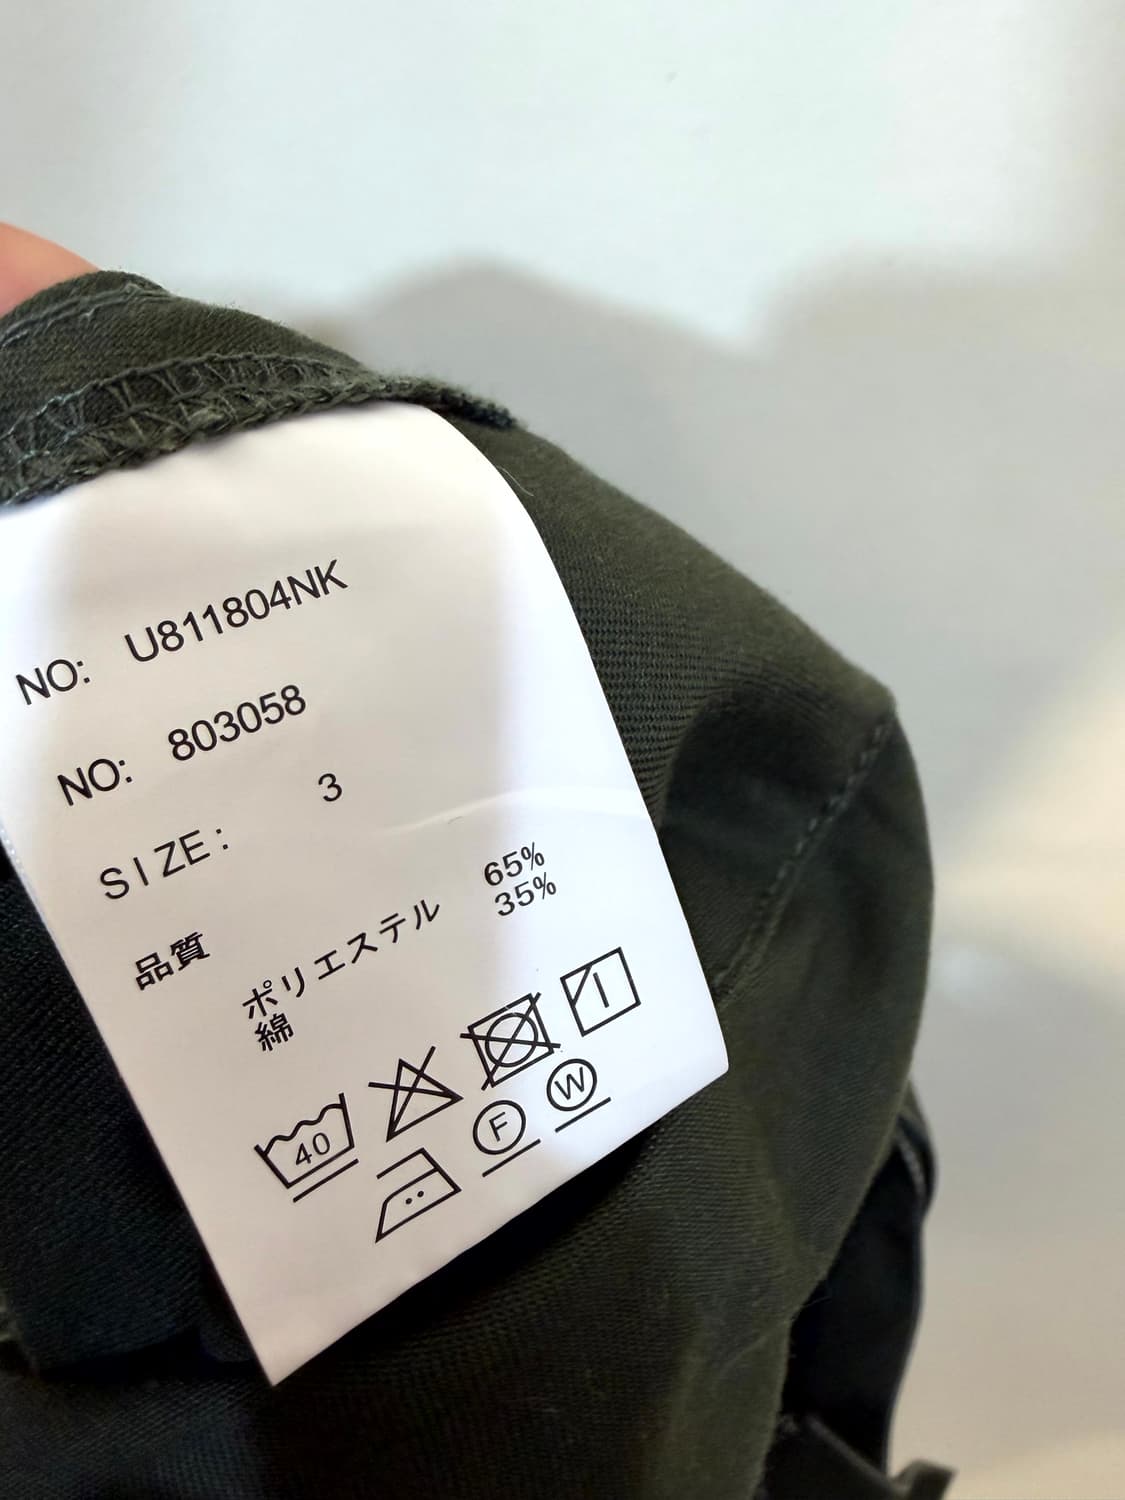 NO: U811804NK
NO: 803058
SIZE: 3
品質
ポリエステル 65%
綿 35%
40
F W